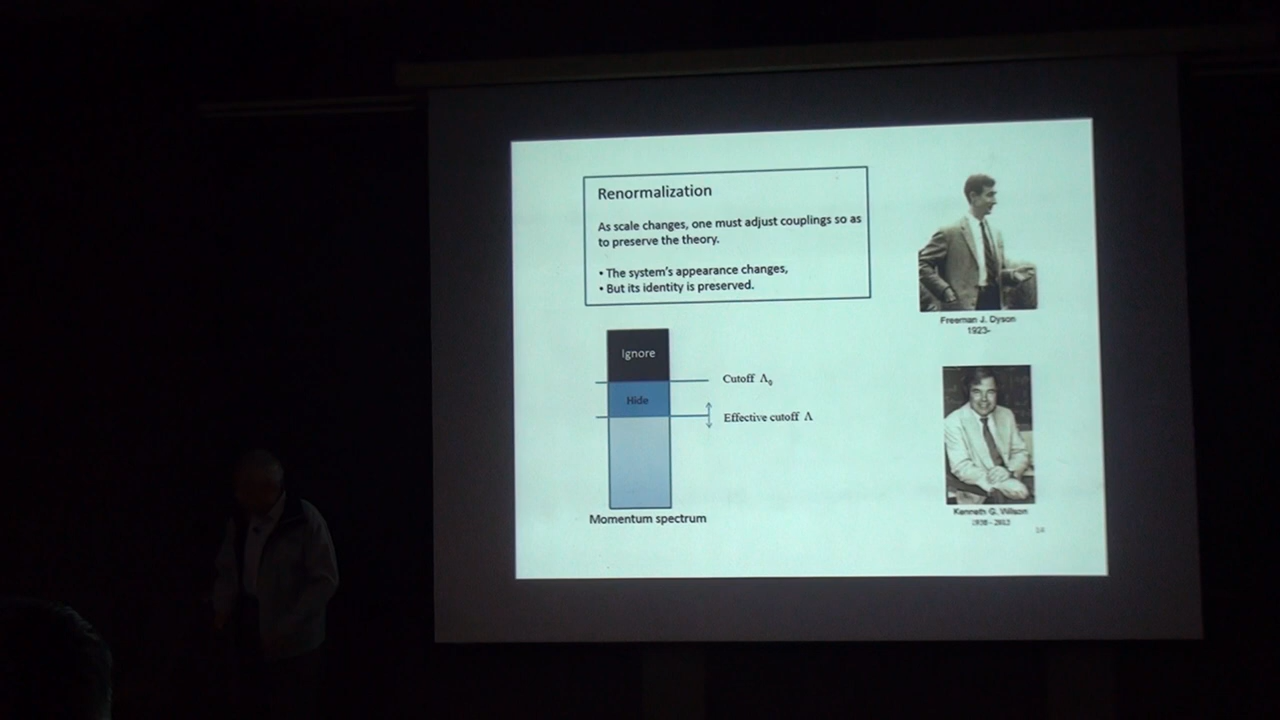 Renormalization
As scale changes, one must adjust couplings so as
to preserve the theory.
• The system's appearance changes,
• But its identity is preserved.
Ignore
Hide
Cutoff Λ₀
Effective cutoff Λ
Momentum spectrum
Freeman J. Dyson
1923-
Kenneth G. Wilson
1936 - 2013